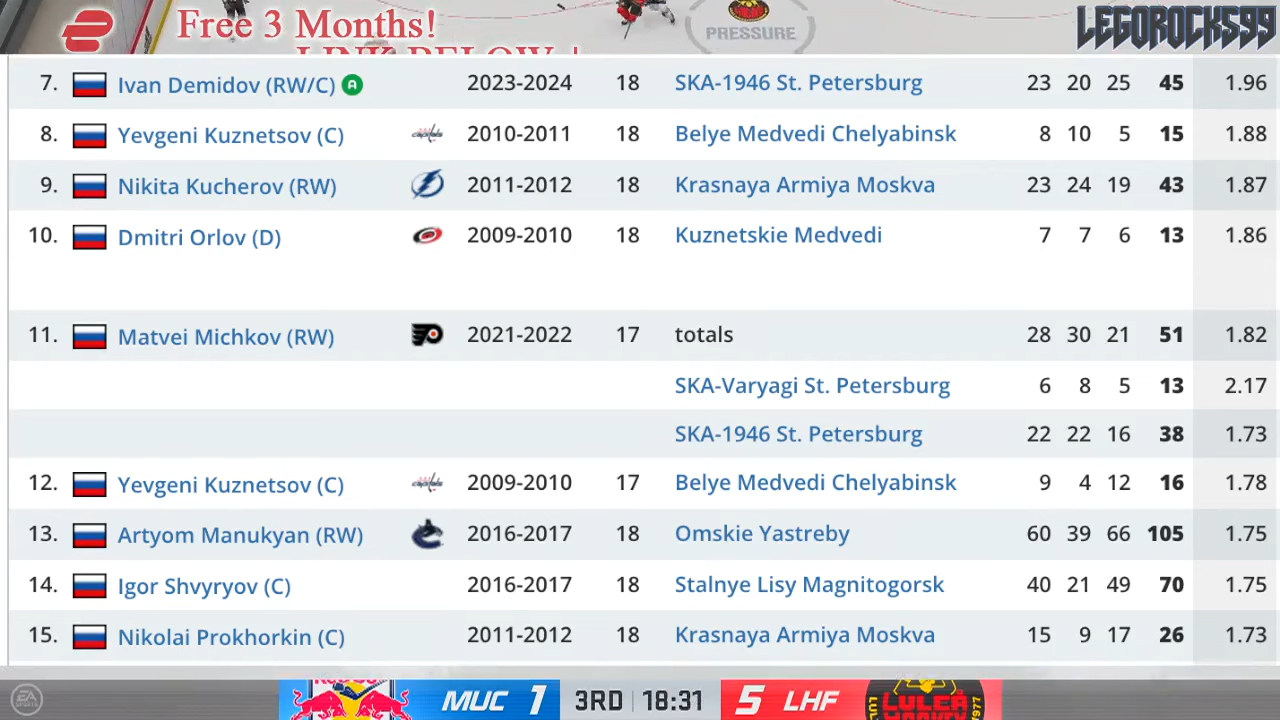 Free 3 Months!
LINK BELOW
LEGOROCKS99
PRESSURE
7. Ivan Demidov (RW/C) A 2023-2024 18 SKA-1946 St. Petersburg 23 20 25 45 1.96
8. Yevgeni Kuznetsov (C) capitals 2010-2011 18 Belye Medvedi Chelyabinsk 8 10 5 15 1.88
9. Nikita Kucherov (RW) 2011-2012 18 Krasnaya Armiya Moskva 23 24 19 43 1.87
10. Dmitri Orlov (D) 2009-2010 18 Kuznetskie Medvedi 7 7 6 13 1.86
11. Matvei Michkov (RW) 2021-2022 17 totals 28 30 21 51 1.82
SKA-Varyagi St. Petersburg 6 8 5 13 2.17
SKA-1946 St. Petersburg 22 22 16 38 1.73
12. Yevgeni Kuznetsov (C) capitals 2009-2010 17 Belye Medvedi Chelyabinsk 9 4 12 16 1.78
13. Artyom Manukyan (RW) 2016-2017 18 Omskie Yastreby 60 39 66 105 1.75
14. Igor Shvyryov (C) 2016-2017 18 Stalnye Lisy Magnitogorsk 40 21 49 70 1.75
15. Nikolai Prokhorkin (C) 2011-2012 18 Krasnaya Armiya Moskva 15 9 17 26 1.73
EA SPORTS MUC 1 3RD 18:31 5 LHF LULEÅ 1977